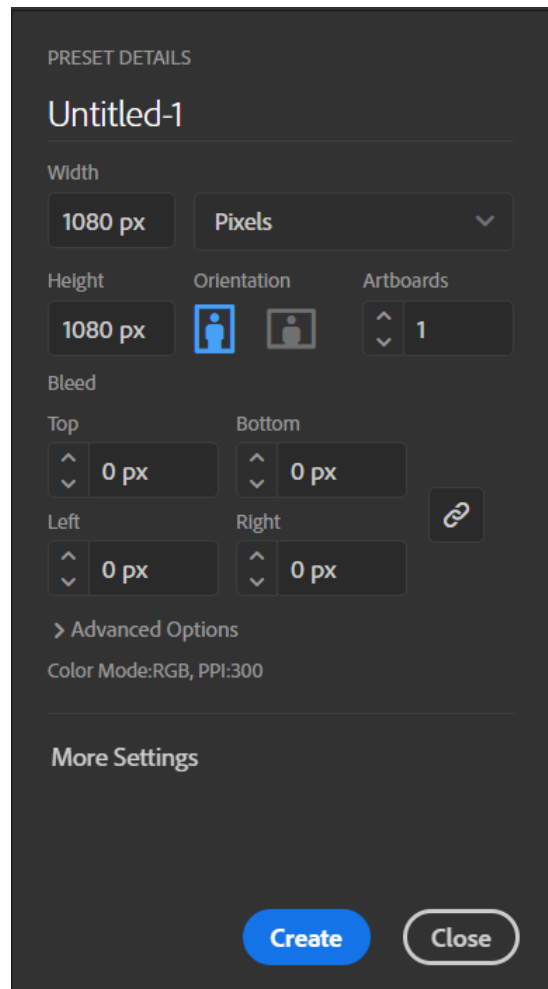 PRESET DETAILS
Untitled-1
Width
1080 px
Pixels
Height
Orientation
Artboards
1080 px
1
Bleed
Top
Bottom
0 px
0 px
Left
Right
0 px
0 px
Advanced Options
Color Mode:RGB, PPI:300
More Settings
Create
Close